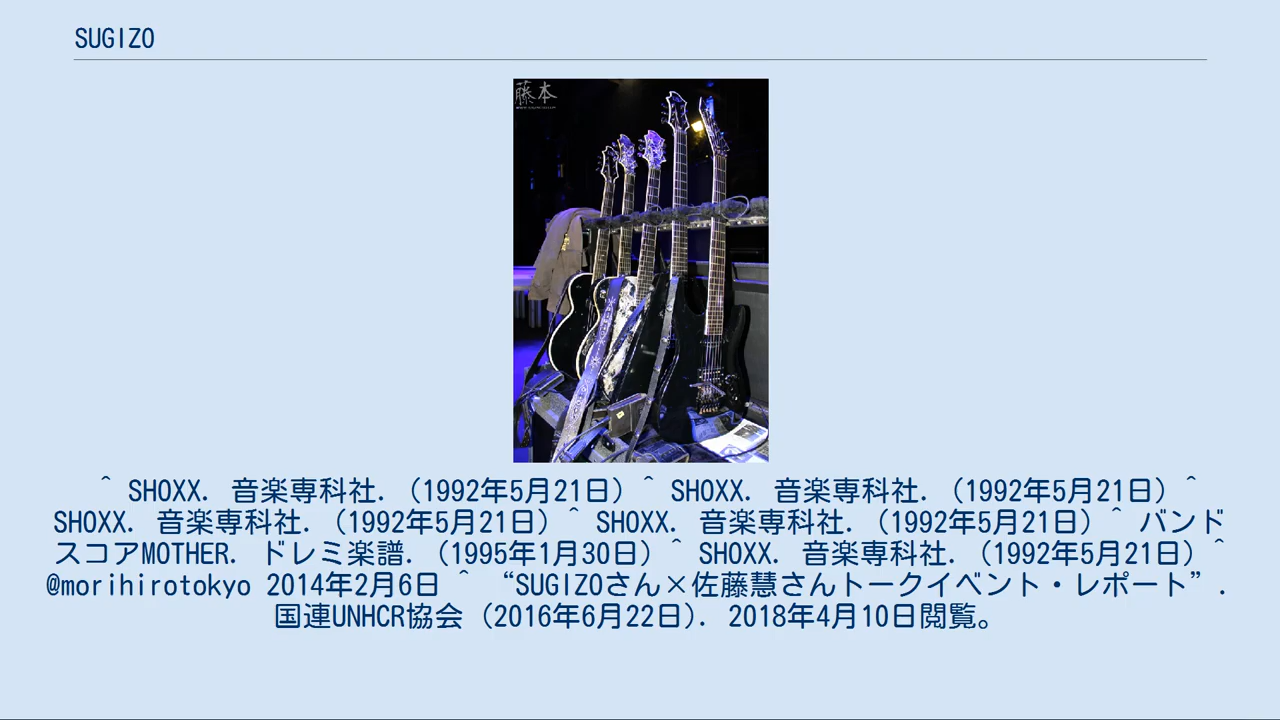 SUGIZO
藤本
^ SHOXX. 音楽専科社. (1992年5月21日) ^ SHOXX. 音楽専科社. (1992年5月21日) ^
SHOXX. 音楽専科社. (1992年5月21日) ^ SHOXX. 音楽専科社. (1992年5月21日) ^ バンド
スコアMOTHER. ドレミ楽譜. (1995年1月30日) ^ SHOXX. 音楽専科社. (1992年5月21日) ^
@morihirotokyo 2014年2月6日 ^ “SUGIZOさん×佐藤慧さんトークイベント・レポート”.
国連UNHCR協会 (2016年6月22日). 2018年4月10日閲覧。